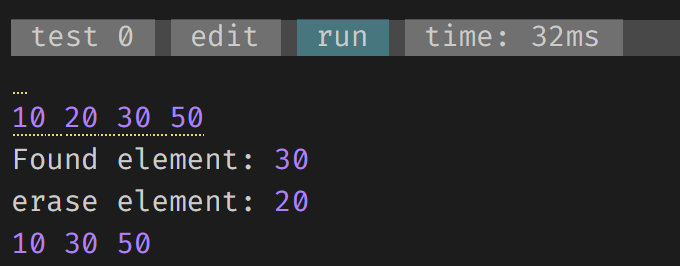 test 0 edit run time: 32ms
10 20 30 50
Found element: 30
erase element: 20
10 30 50